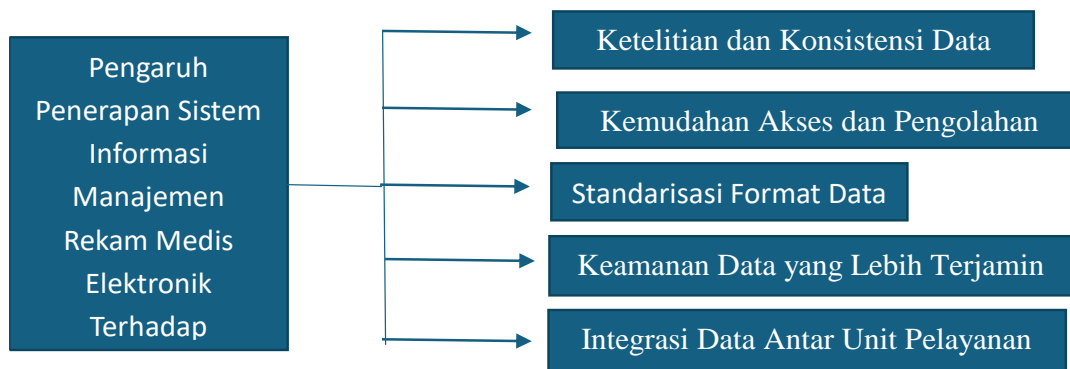 Pengaruh
Penerapan Sistem
Informasi
Manajemen
Rekam Medis
Elektronik
Terhadap
Ketelitian dan Konsistensi Data
Kemudahan Akses dan Pengolahan
Standarisasi Format Data
Keamanan Data yang Lebih Terjamin
Integrasi Data Antar Unit Pelayanan